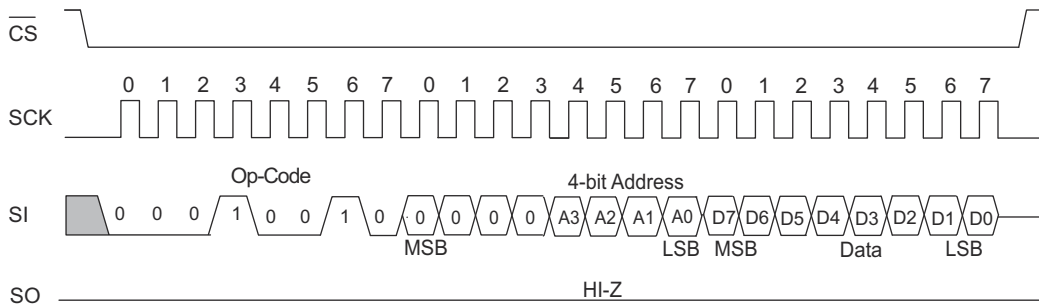 CS
0 1 2 3 4 5 6 7 0 1 2 3 4 5 6 7 0 1 2 3 4 5 6 7
SCK
Op-Code 4-bit Address
SI 0 0 0 1 0 0 1 0 0 0 0 0 A3 A2 A1 A0 D7 D6 D5 D4 D3 D2 D1 D0
MSB LSB MSB Data LSB
HI-Z
SO